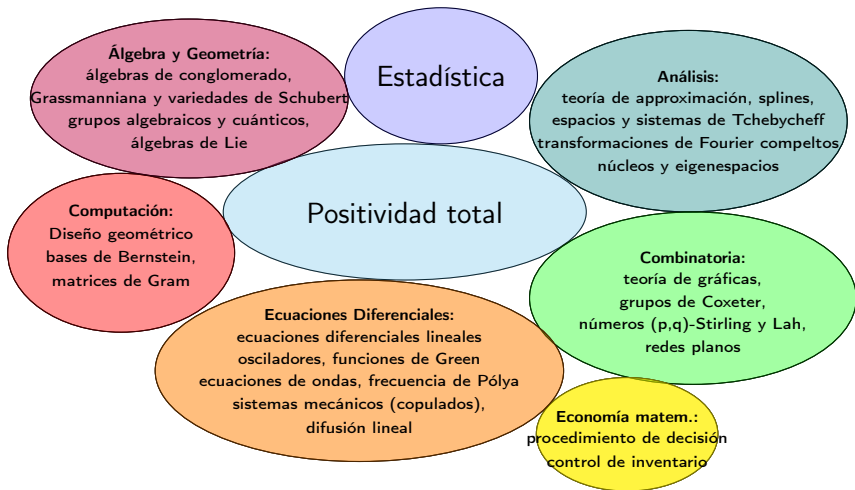 Álgebra y Geometría:
álgebras de conglomerado,
Grassmanniana y variedades de Schubert
grupos algebraicos y cuánticos,
álgebras de Lie
Estadística
Análisis:
teoría de approximación, splines,
espacios y sistemas de Tchebycheff
transformaciones de Fourier compeltos
núcleos y eigenespacios
Computación:
Diseño geométrico
bases de Bernstein,
matrices de Gram
Positividad total
Combinatoria:
teoría de gráficas,
grupos de Coxeter,
números (p,q)-Stirling y Lah,
redes planos
Ecuaciones Diferenciales:
ecuaciones diferenciales lineales
osciladores, funciones de Green
ecuaciones de ondas, frecuencia de Pólya
sistemas mecánicos (copulados),
difusión lineal
Economía matem.:
procedimiento de decisión
control de inventario